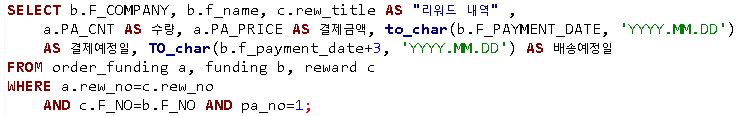 SELECT b.F_COMPANY, b.f_name, c.rew_title AS "리워드 내역" ,
a.PA_CNT AS 수량, a.PA_PRICE AS 결제금액, to_char(b.F_PAYMENT_DATE, 'YYYY.MM.DD')
AS 결제예정일, TO_char(b.f_payment_date+3, 'YYYY.MM.DD') AS 배송예정일
FROM order_funding a, funding b, reward c
WHERE a.rew_no=c.rew_no
AND c.F_NO=b.F_NO AND pa_no=1;